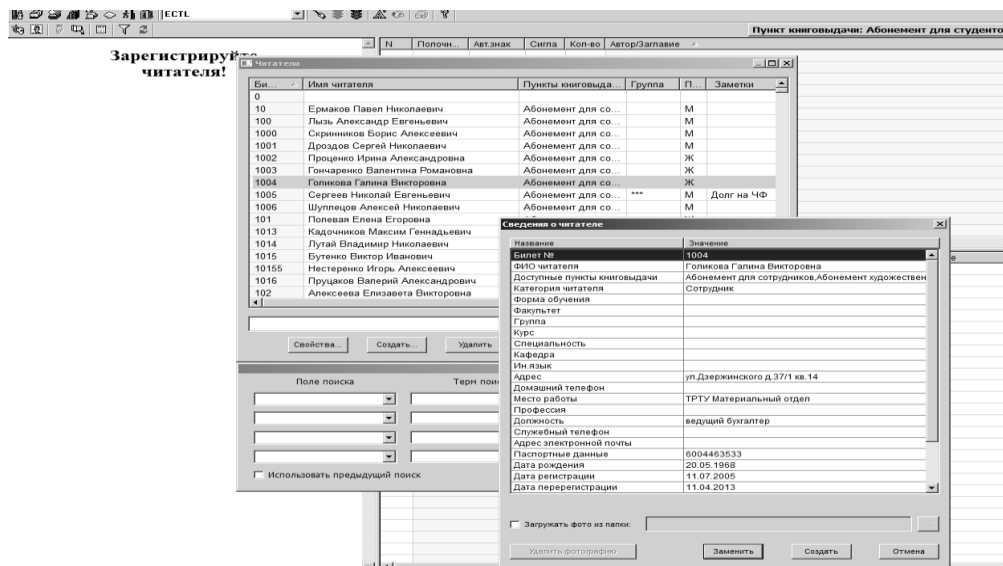 ECTL
Пункт книговыдачи: Абонемент для студенто
N Полочн... Авт.знак Сигла Кол-во Автор/Заглавие
Зарегистрируйте
читателя!
Читатели
Би... Имя читателя Пункты книговыда... Группа П... Заметки
0
10 Ермаков Павел Николаевич Абонемент для со... М
100 Лызь Александр Евгеньевич Абонемент для со... М
1000 Скринников Борис Алексеевич Абонемент для со... М
1001 Дроздов Сергей Николаевич Абонемент для со... М
1002 Проценко Ирина Александровна Абонемент для со... Ж
1003 Гончаренко Валентина Романовна Абонемент для со... Ж
1004 Голикова Галина Викторовна Абонемент для со... Ж
1005 Сергеев Николай Евгеньевич Абонемент для со... *** М Долг на ЧФ
1006 Шуплецов Алексей Николаевич Абонемент для со... М
101 Полевая Елена Егоровна
1013 Кадочников Максим Геннадьевич
1014 Лутай Владимир Николаевич
1015 Бутенко Виктор Иванович
10155 Нестеренко Игорь Алексеевич
1016 Пруцаков Валерий Александрович
102 Алексеева Елизавета Викторовна
Свойства... Создать... Удалить
Поле поиска Терм пои
Использовать предыдущий поиск
Сведения о читателе
Название Значение
Билет № 1004
ФИО читателя Голикова Галина Викторовна
Доступные пункты книговыдачи Абонемент для сотрудников,Абонемент художествен
Категория читателя Сотрудник
Форма обучения
Факультет
Группа
Курс
Специальность
Кафедра
Ин.язык
Адрес ул.Дзержинского д.37/1 кв.14
Домашний телефон
Место работы ТРТУ Материальный отдел
Профессия
Должность ведущий бухгалтер
Служебный телефон
Адрес электронной почты
Паспортные данные 6004463533
Дата рождения 20.05.1968
Дата регистрации 11.07.2005
Дата перерегистрации 11.04.2013
Загружать фото из папки: ...
Удалить фотографию Заменить Создать Отмена